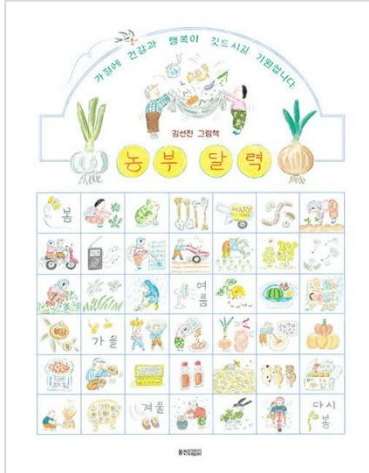 가정에 건강과 행복이 깃드시길 기원합니다.
김선진 그림책
농부달력
봄
여름
가을
겨울
다시 봄
웅진주니어